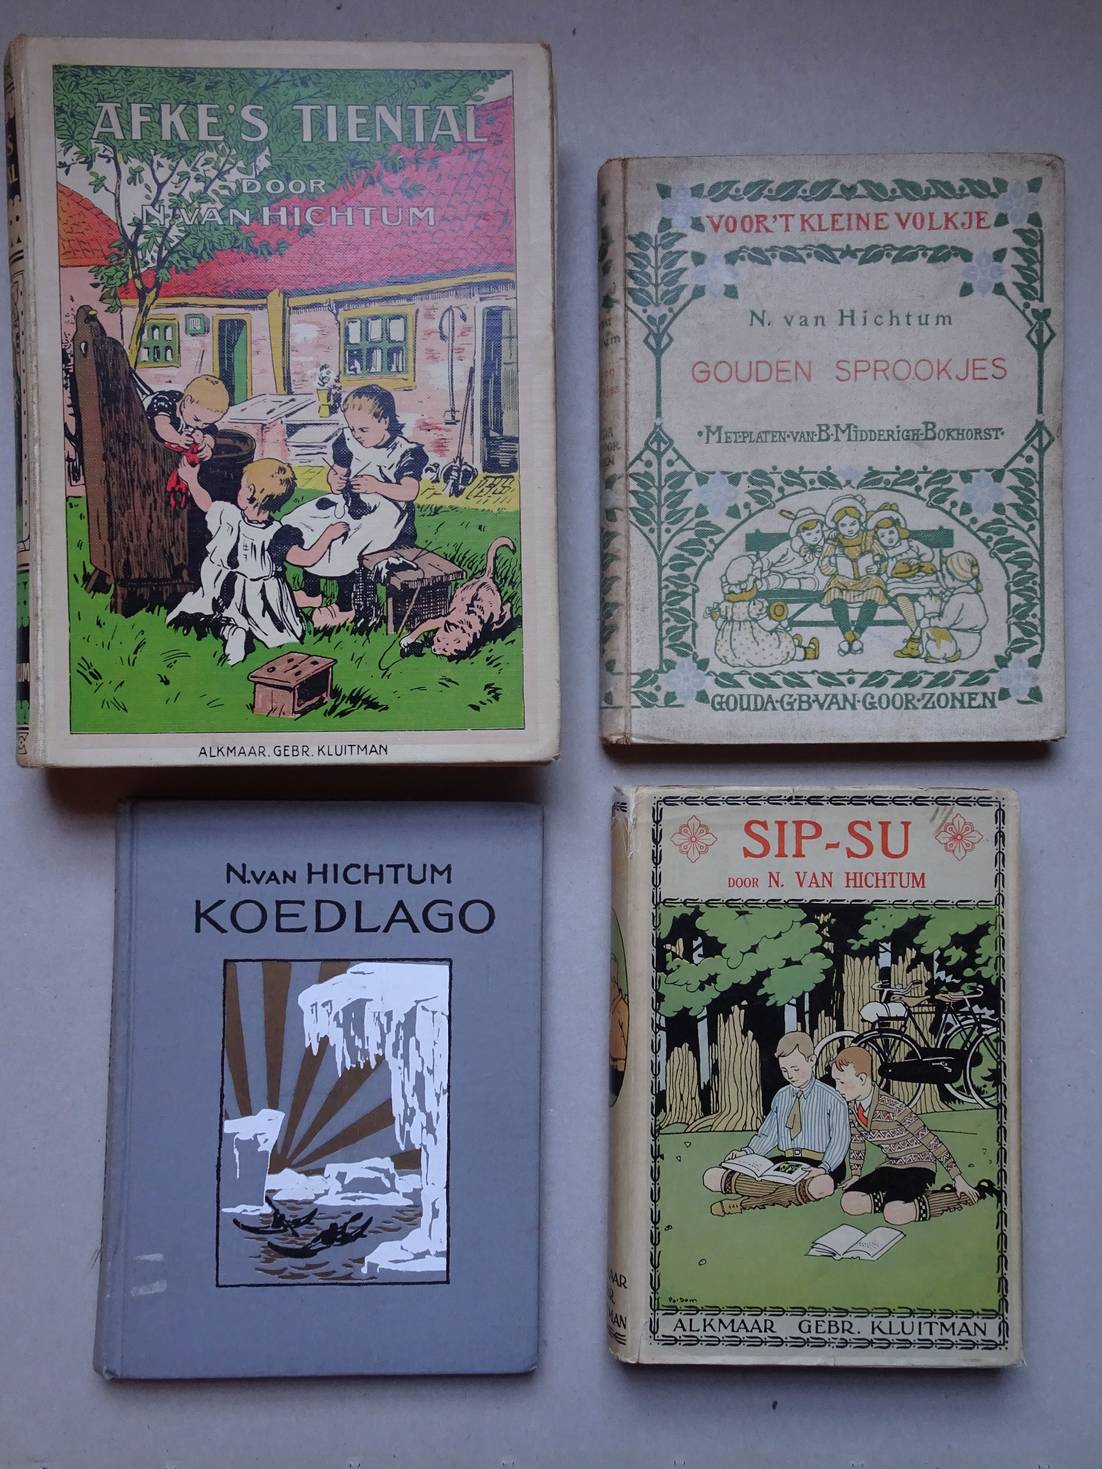 AFKE'S TIENTAL
DOOR
N. VAN HICHTUM
ALKMAAR. GEBR. KLUITMAN
VOOR 'T KLEINE VOLKJE
N. van Hichtum
GOUDEN SPROOKJES
·MET·PLATEN·VAN·B·MIDDERIGH·BOKHORST·
GOUDA·G·B·VAN·GOOR·ZONEN
N. VAN HICHTUM
KOEDLAGO
SIP-SU
DOOR N. VAN HICHTUM
ALKMAAR GEBR. KLUITMAN